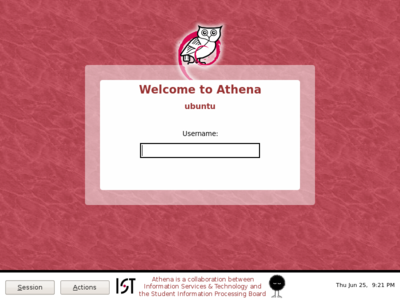 Welcome to Athena
ubuntu
Username:
Session
Actions
IST
Athena is a collaboration between
Information Services & Technology and
the Student Information Processing Board
Thu Jun 25, 9:21 PM